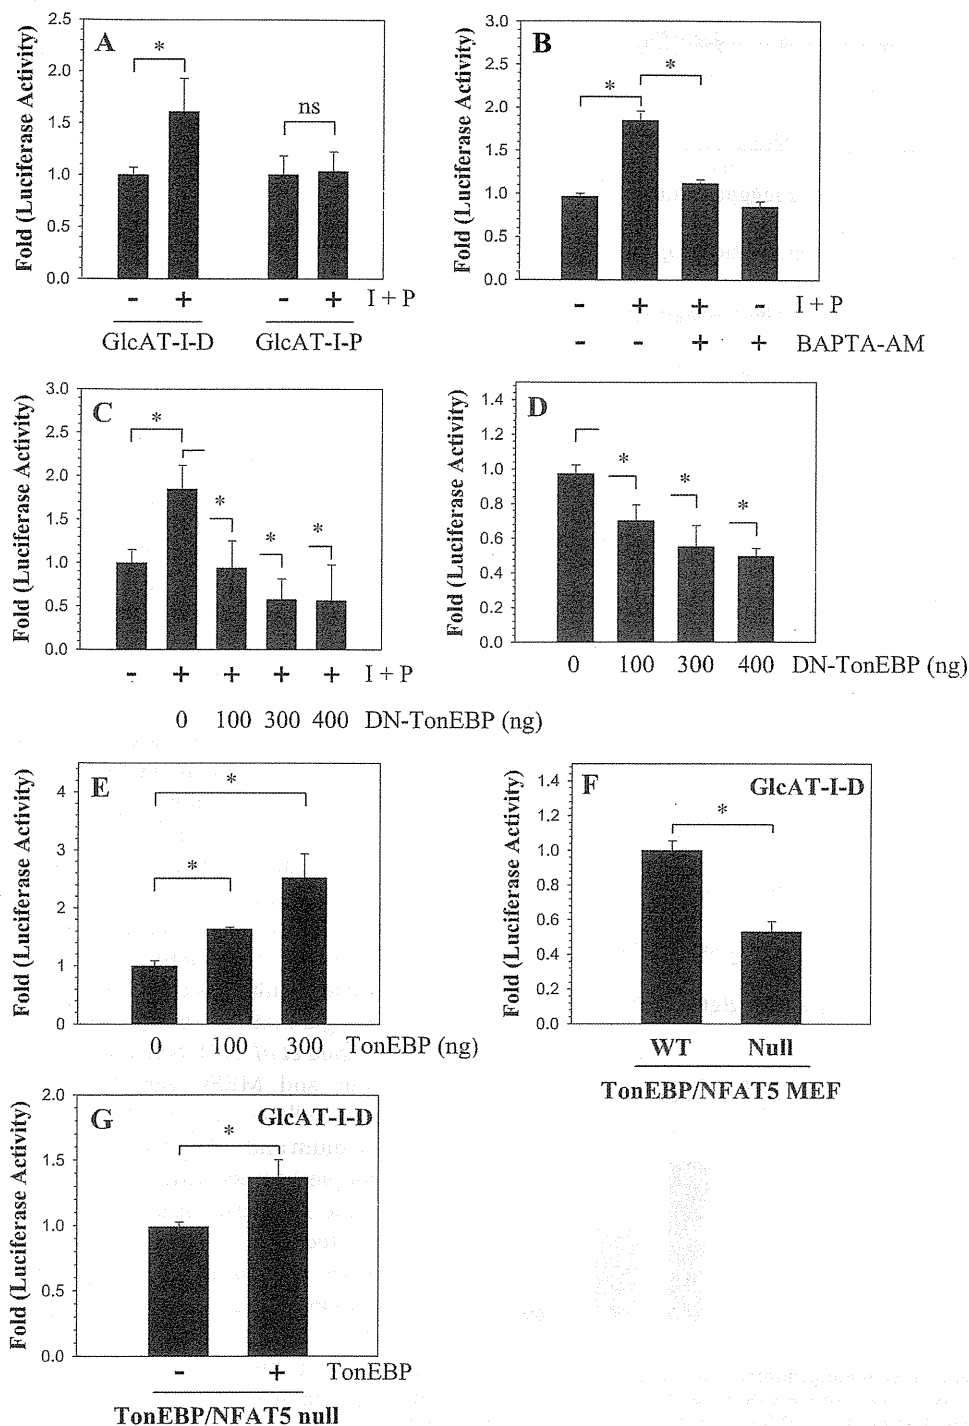 A
Fold (Luciferase Activity)
2.5
2.0
1.5
1.0
0.5
0.0
*
ns
- + - + I + P
GlcAT-I-D GlcAT-I-P
B
Fold (Luciferase Activity)
3.0
2.5
2.0
1.5
1.0
0.5
0.0
* *
- + + - I + P
- - + + BAPTA-AM
C
Fold (Luciferase Activity)
3.0
2.5
2.0
1.5
1.0
0.5
0.0
* * * *
- + + + + I + P
0 100 300 400 DN-TonEBP (ng)
D
Fold (Luciferase Activity)
1.4
1.2
1.0
0.8
0.6
0.4
0.2
0.0
* * *
0 100 300 400 DN-TonEBP (ng)
E
Fold (Luciferase Activity)
4
3
2
1
0
* *
0 100 300 TonEBP (ng)
F
GlcAT-I-D
Fold (Luciferase Activity)
1.4
1.2
1.0
0.8
0.6
0.4
0.2
0.0
*
WT Null
TonEBP/NFAT5 MEF
G
GlcAT-I-D
Fold (Luciferase Activity)
2.0
1.5
1.0
0.5
0.0
*
- + TonEBP
TonEBP/NFAT5 null